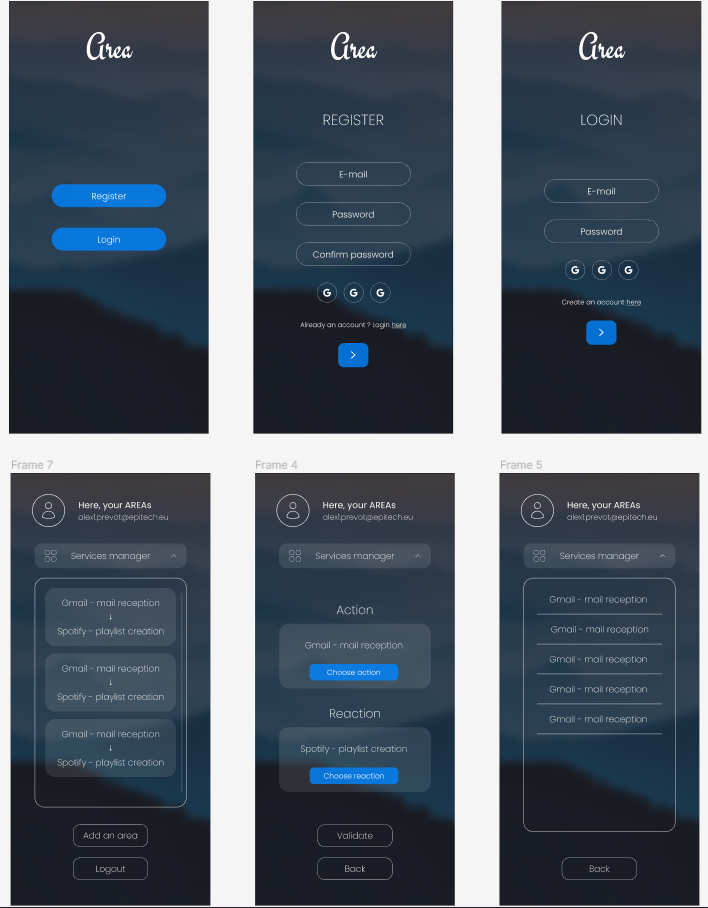 Area
Register
Login
Area
REGISTER
E-mail
Password
Confirm password
G G G
Already an account ? Login here
Area
LOGIN
E-mail
Password
G G G
Create an account here
Frame 7
Here, your AREAs
alex1.prevot@epitech.eu
Services manager
Gmail - mail reception
↓
Spotify - playlist creation
Gmail - mail reception
↓
Spotify - playlist creation
Gmail - mail reception
↓
Spotify - playlist creation
Add an area
Logout
Frame 4
Here, your AREAs
alex1.prevot@epitech.eu
Services manager
Action
Gmail - mail reception
Choose action
Reaction
Spotify - playlist creation
Choose reaction
Validate
Back
Frame 5
Here, your AREAs
alex1.prevot@epitech.eu
Services manager
Gmail - mail reception
Gmail - mail reception
Gmail - mail reception
Gmail - mail reception
Gmail - mail reception
Back